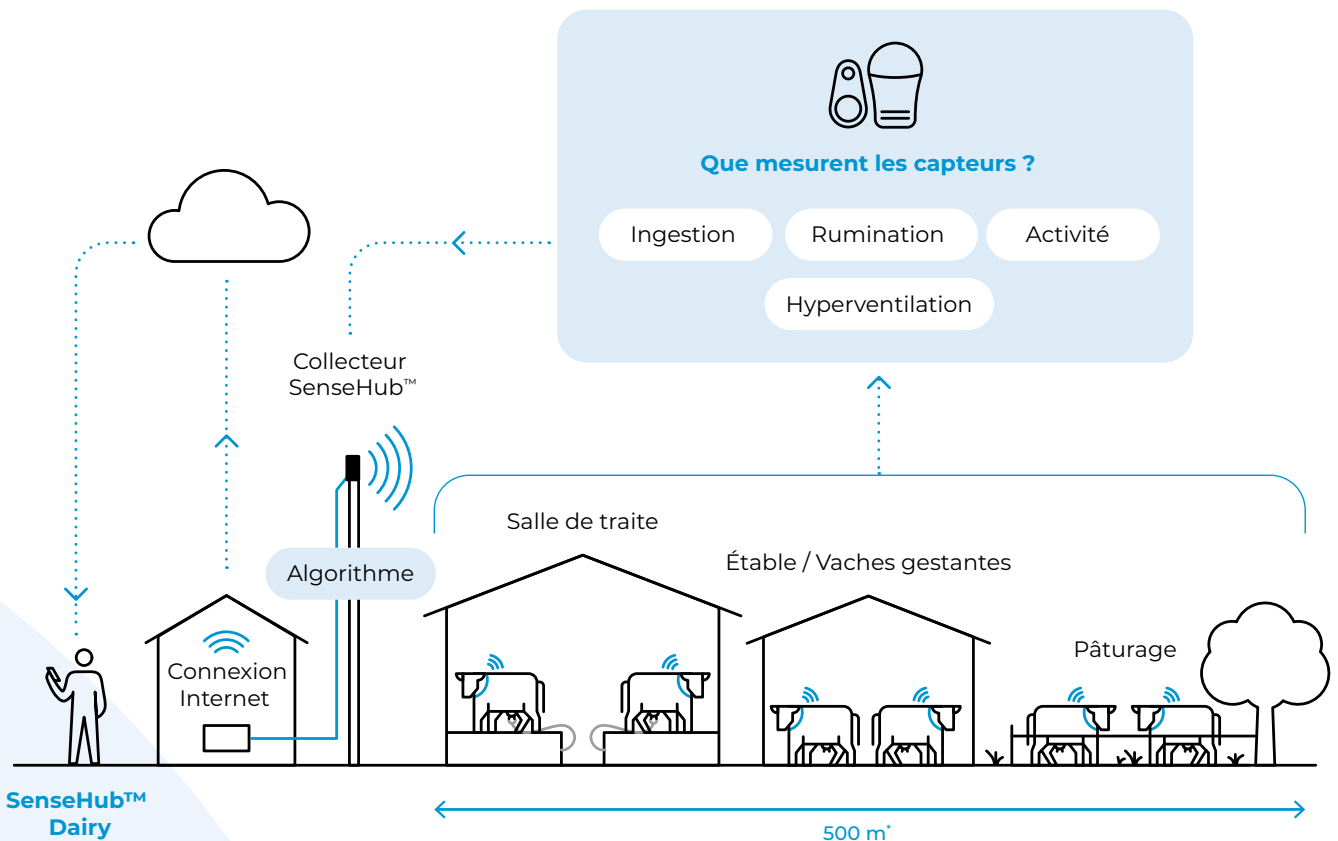 Que mesurent les capteurs ?
Ingestion
Rumination
Activité
Hyperventilation
Collecteur
SenseHub™
Salle de traite
Étable / Vaches gestantes
Algorithme
Pâturage
Connexion
Internet
SenseHub™
Dairy
500 m*